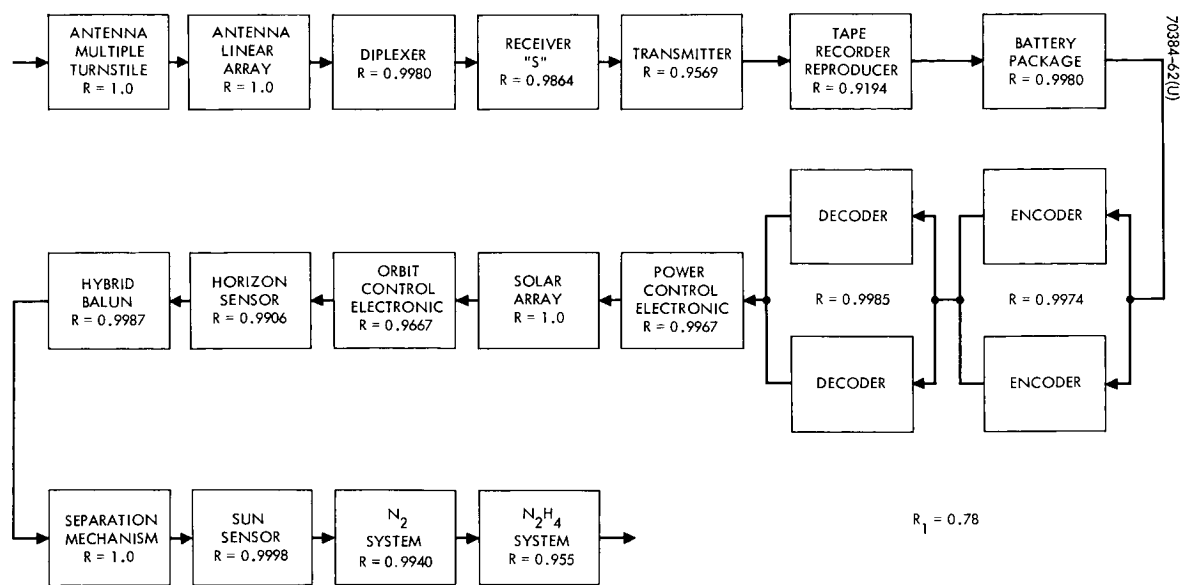 70384-62(U)
ANTENNA
MULTIPLE
TURNSTILE
R = 1.0
ANTENNA
LINEAR
ARRAY
R = 1.0
DIPLEXER
R = 0.9980
RECEIVER
"S"
R = 0.9864
TRANSMITTER
R = 0.9569
TAPE
RECORDER
REPRODUCER
R = 0.9194
BATTERY
PACKAGE
R = 0.9980
ENCODER
R = 0.9974
ENCODER
DECODER
R = 0.9985
DECODER
POWER
CONTROL
ELECTRONIC
R = 0.9967
SOLAR
ARRAY
R = 1.0
ORBIT
CONTROL
ELECTRONIC
R = 0.9667
HORIZON
SENSOR
R = 0.9906
HYBRID
BALUN
R = 0.9987
SEPARATION
MECHANISM
R = 1.0
SUN
SENSOR
R = 0.9998
N2
SYSTEM
R = 0.9940
N2H4
SYSTEM
R = 0.955
R1 = 0.78